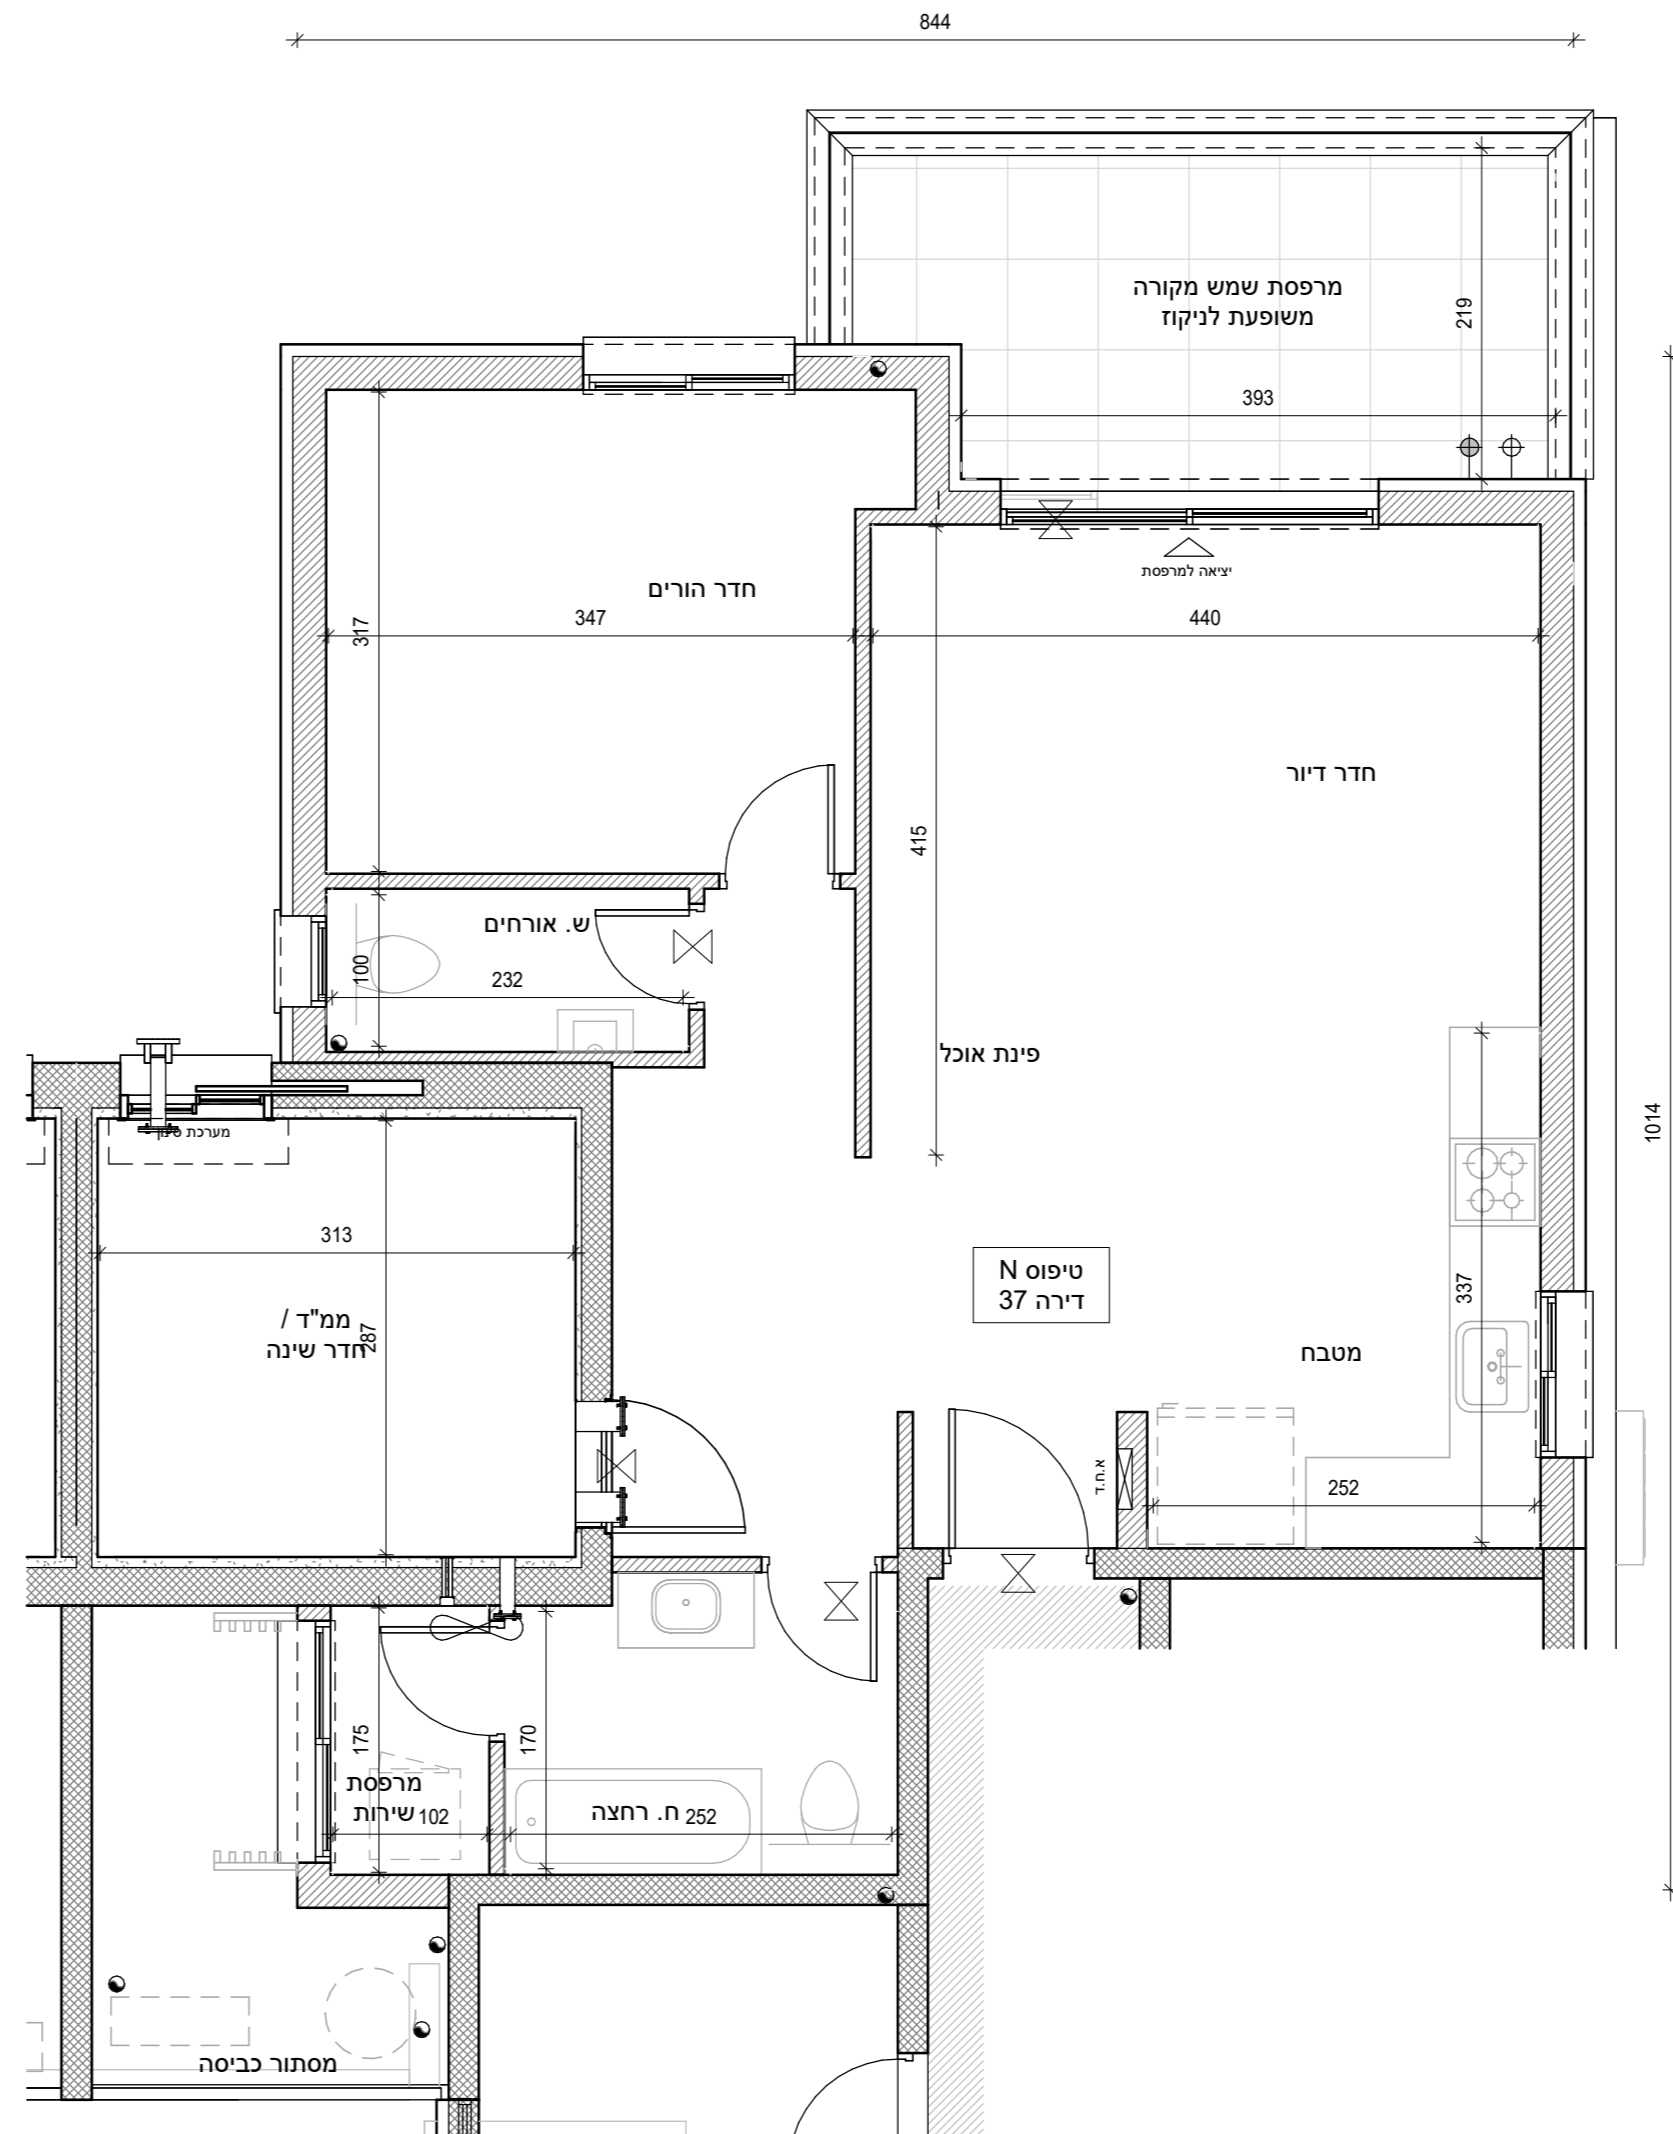 844
מרפסת שמש מקורה
משופעת לניקוז
219
393
יציאה למרפסת
חדר הורים
347
440
317
חדר דיור
415
ש. אורחים
100
232
פינת אוכל
1014
מערכת
313
טיפוס N
דירה 37
337
ממ"ד /
חדר שינה
287
מטבח
א.ח.ד
252
175
170
מרפסת
שירות
102
ח. רחצה
252
מסתור כביסה